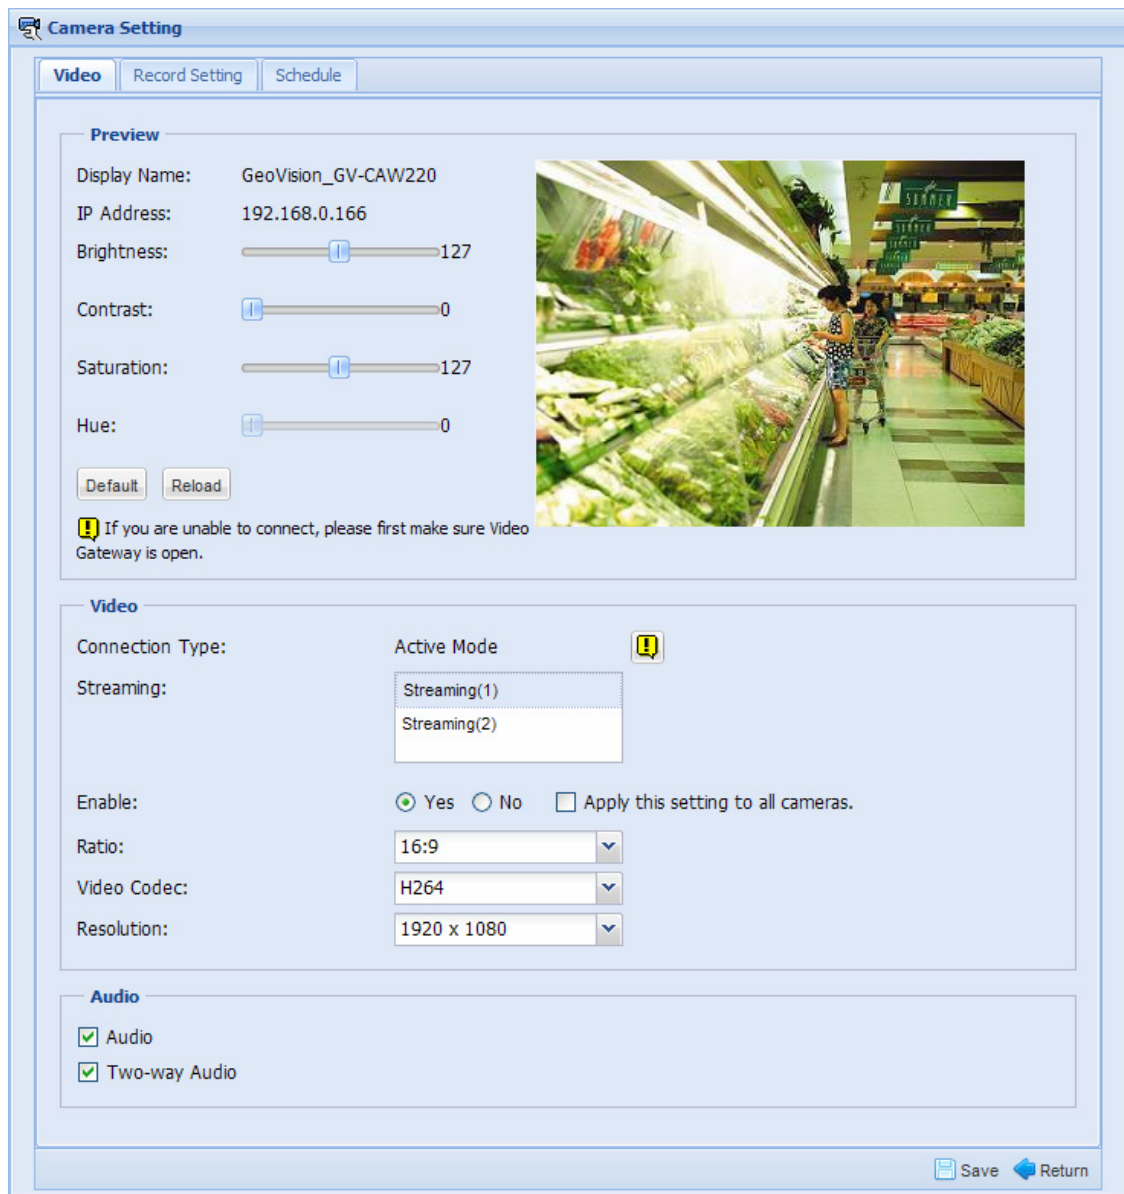 Camera Setting
Video Record Setting Schedule
Preview
Display Name: GeoVision_GV-CAW220
IP Address: 192.168.0.166
Brightness: 127
Contrast: 0
Saturation: 127
Hue: 0
Default Reload
If you are unable to connect, please first make sure Video
Gateway is open.
SUMMER
SUMMER
SUMMER
Video
Connection Type: Active Mode
Streaming: Streaming(1)
Streaming(2)
Enable: Yes No Apply this setting to all cameras.
Ratio: 16:9
Video Codec: H264
Resolution: 1920 x 1080
Audio
Audio
Two-way Audio
Save Return